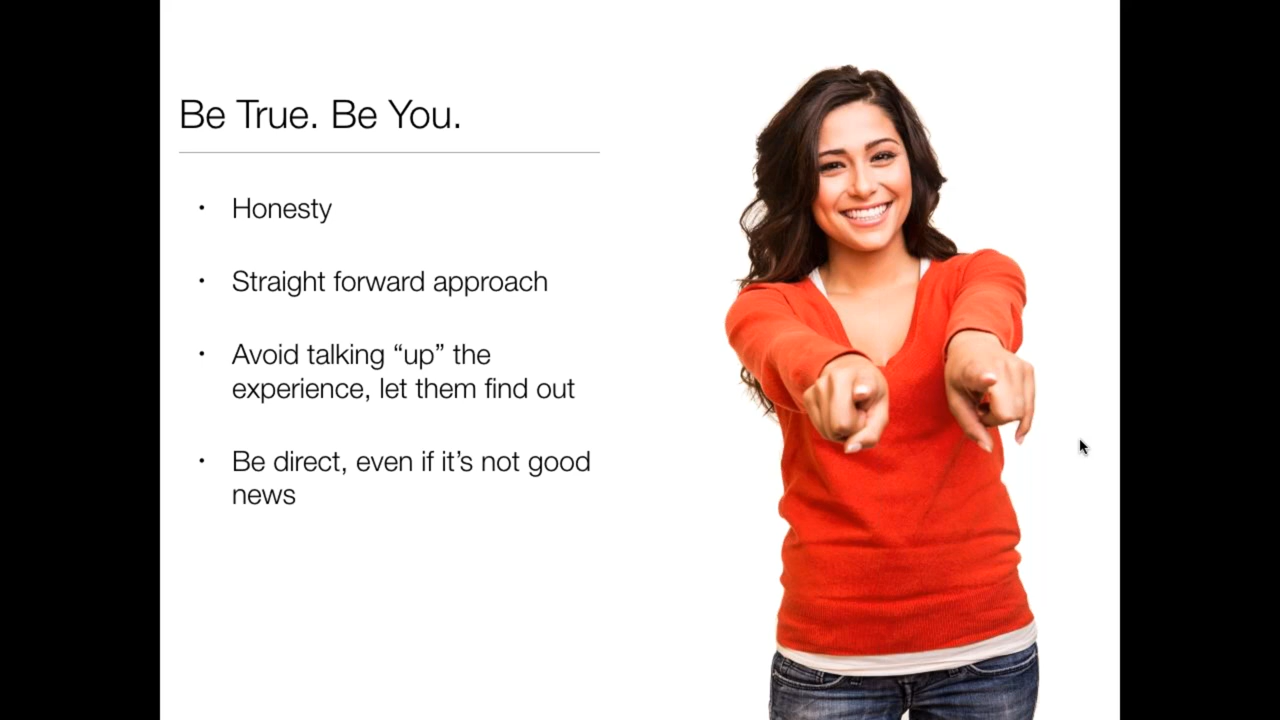 Be True. Be You.
• Honesty
• Straight forward approach
• Avoid talking “up” the
experience, let them find out
• Be direct, even if it’s not good
news